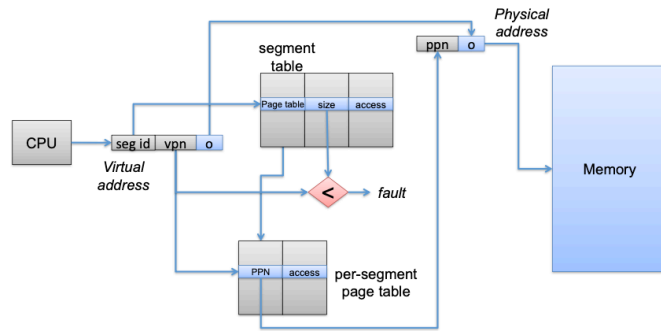 Physical
address
ppn
o
segment
table
Page table
size
access
CPU
seg id
vpn
o
Virtual
address
<
fault
Memory
PPN
access
per-segment
page table